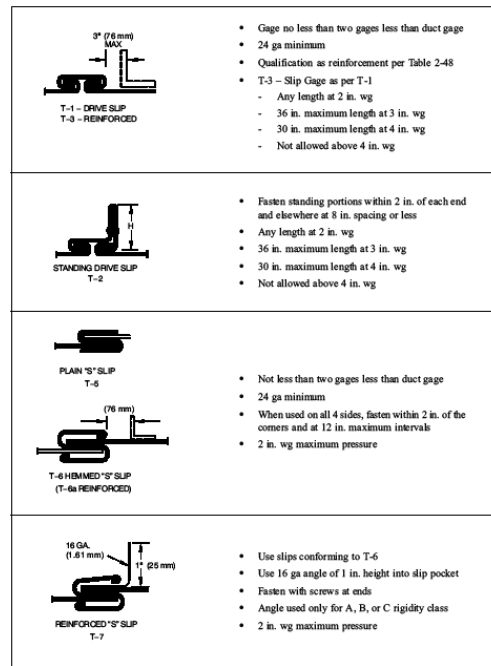 3" (76 mm)
MAX
T-1 – DRIVE SLIP
T-3 – REINFORCED
• Gage no less than two gages less than duct gage
• 24 ga minimum
• Qualification as reinforcement per Table 2-48
• T-3 – Slip Gage as per T-1
- Any length at 2 in. wg
- 36 in. maximum length at 3 in. wg
- 30 in. maximum length at 4 in. wg
- Not allowed above 4 in. wg
H
STANDING DRIVE SLIP
T-2
• Fasten standing portions within 2 in. of each end
and elsewhere at 8 in. spacing or less
• Any length at 2 in. wg
• 36 in. maximum length at 3 in. wg
• 30 in. maximum length at 4 in. wg
• Not allowed above 4 in. wg
PLAIN "S" SLIP
T-5
(76 mm)
T-6 HEMMED "S" SLIP
(T-6a REINFORCED)
• Not less than two gages less than duct gage
• 24 ga minimum
• When used on all 4 sides, fasten within 2 in. of the
corners and at 12 in. maximum intervals
• 2 in. wg maximum pressure
16 GA.
(1.61 mm)
1" (25 mm)
REINFORCED "S" SLIP
T-7
• Use slips conforming to T-6
• Use 16 ga angle of 1 in. height into slip pocket
• Fasten with screws at ends
• Angle used only for A, B, or C rigidity class
• 2 in. wg maximum pressure